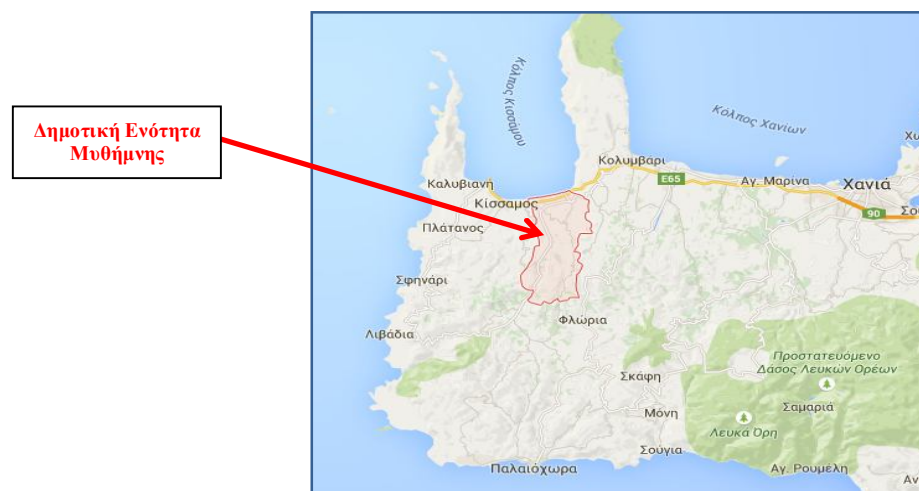 Δημοτική Ενότητα
Μυθήμνης
Κόλπος Κισσάμου
Κόλπος Χανίων
Κολυμβάρι
E65
Αγ. Μαρίνα
Χανιά
Καλυβιανή
Κίσσαμος
90
Πλάτανος
Σφηνάρι
Φλώρια
Λιβάδια
Προστατευόμενο
Δάσος Λευκών Ορέων
Σκάφη
Σαμαριά
Μόνη
Λευκά Όρη
Σούγια
Παλαιόχωρα
Αγ. Ρουμέλη